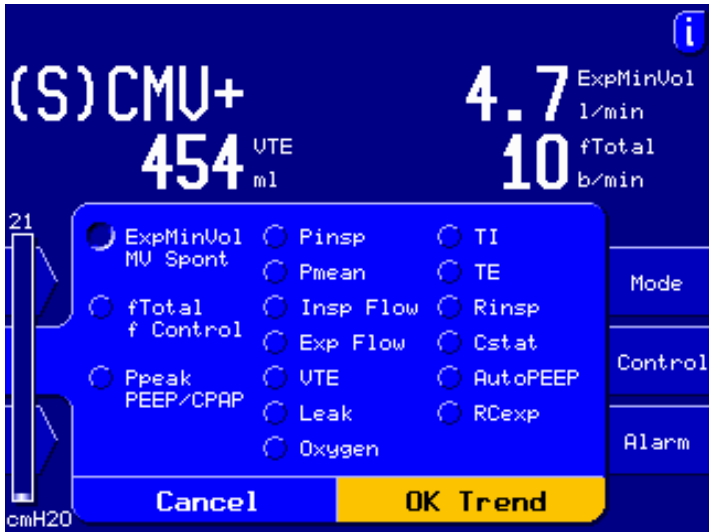 i
(S)CMV+
4.7 ExpMinVol l/min
454 VTE ml
10 fTotal b/min
21
ExpMinVol
MV Spont
fTotal
f Control
Ppeak
PEEP/CPAP
Pinsp
Pmean
Insp Flow
Exp Flow
VTE
Leak
Oxygen
TI
TE
Rinsp
Cstat
AutoPEEP
RCexp
Mode
Control
Alarm
Cancel
OK Trend
cmH2O